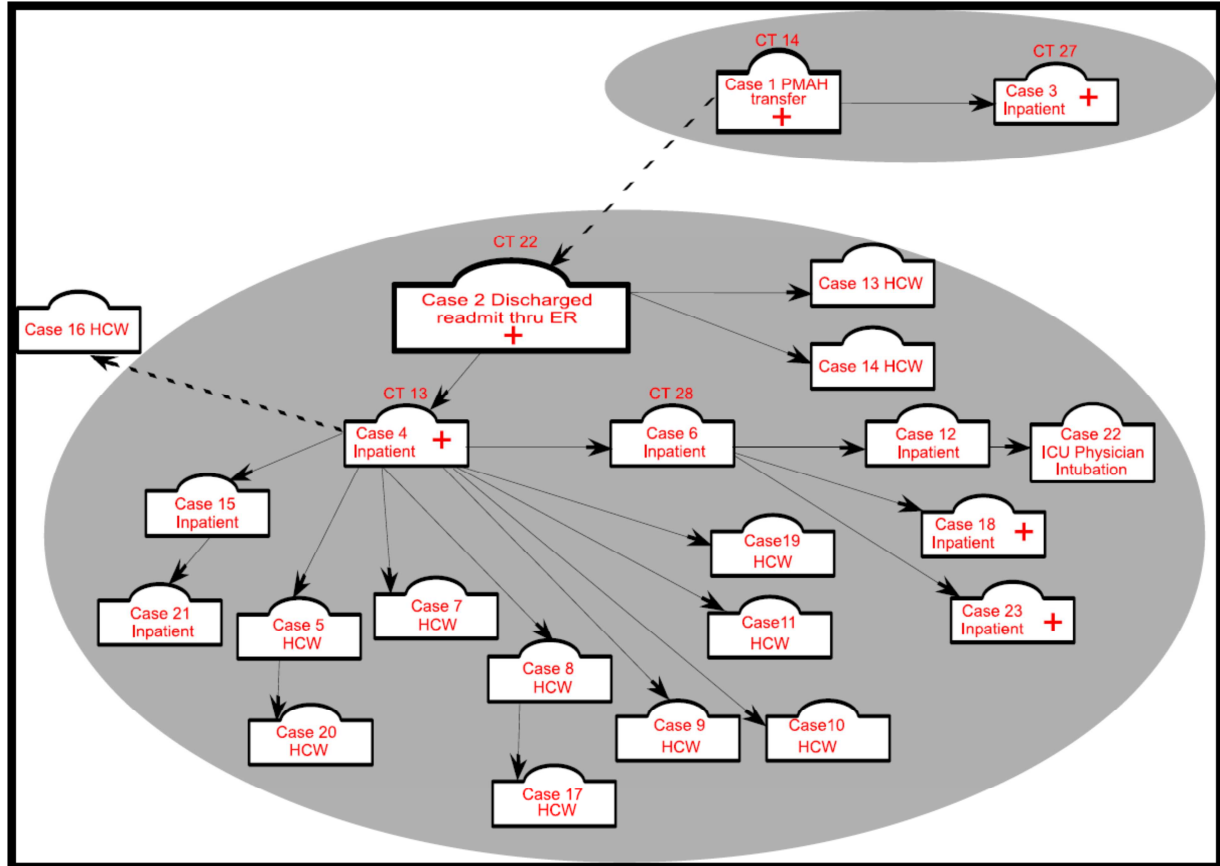 CT 14
Case 1 PMAH
transfer
CT 27
Case 3
Inpatient
CT 22
Case 2 Discharged
readmit thru ER
Case 13 HCW
Case 16 HCW
Case 14 HCW
CT 13
Case 4
Inpatient
CT 28
Case 6
Inpatient
Case 12
Inpatient
Case 22
ICU Physician
Intubation
Case 15
Inpatient
Case 18
Inpatient
Case19
HCW
Case 21
Inpatient
Case 5
HCW
Case 7
HCW
Case11
HCW
Case 23
Inpatient
Case 8
HCW
Case 20
HCW
Case 9
HCW
Case10
HCW
Case 17
HCW